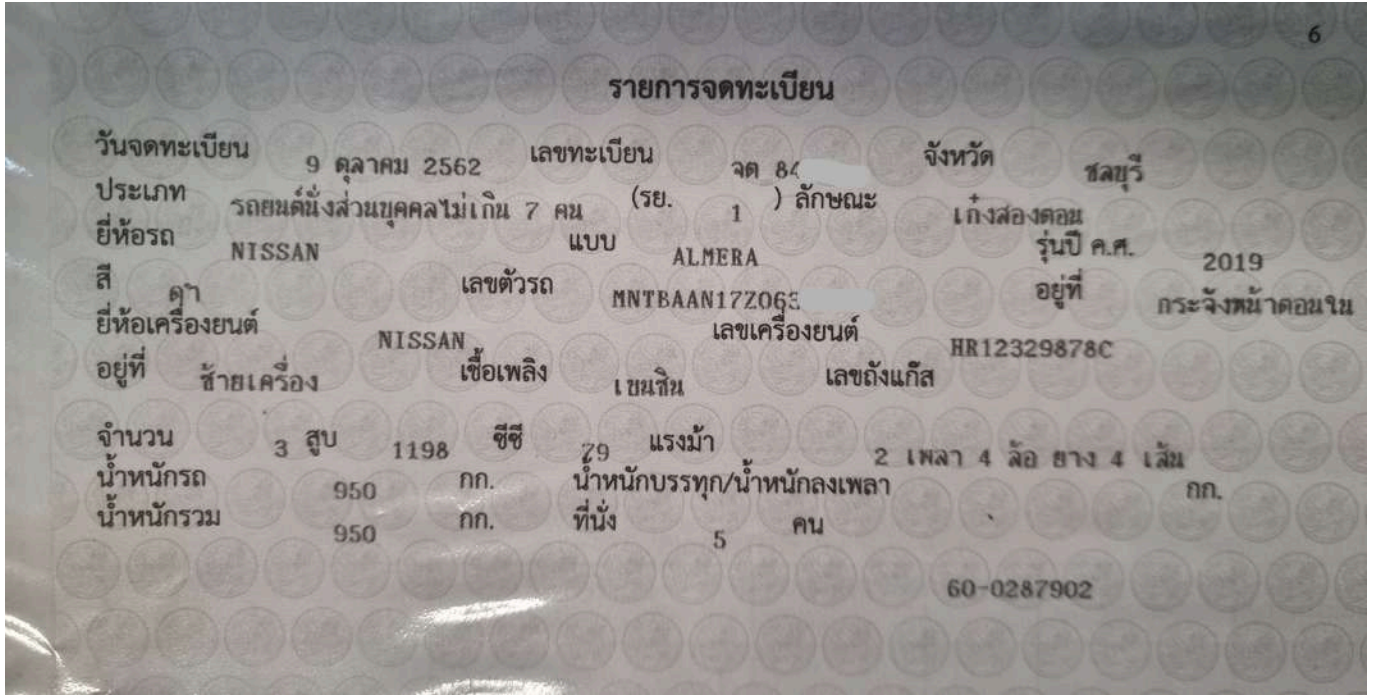 6
รายการจดทะเบียน
วันจดทะเบียน 9 ตุลาคม 2562 เลขทะเบียน จต 84 จังหวัด ชลบุรี
ประเภท รถยนต์นั่งส่วนบุคคลไม่เกิน 7 คน (รย. 1 ) ลักษณะ เก๋งสองตอน
ยี่ห้อรถ NISSAN แบบ ALMERA รุ่นปี ค.ศ. 2019
สี ดำ เลขตัวรถ MNTBAAN17Z063 อยู่ที่ กระจังหน้าตอนใน
ยี่ห้อเครื่องยนต์ NISSAN เลขเครื่องยนต์ HR12329878C
อยู่ที่ ซ้ายเครื่อง เชื้อเพลิง เบนซิน เลขถังแก๊ส
จำนวน 3 สูบ 1198 ซีซี 79 แรงม้า 2 เพลา 4 ล้อ ยาง 4 เส้น
น้ำหนักรถ 950 กก. น้ำหนักบรรทุก/น้ำหนักลงเพลา กก.
น้ำหนักรวม 950 กก. ที่นั่ง 5 คน
60-0287902